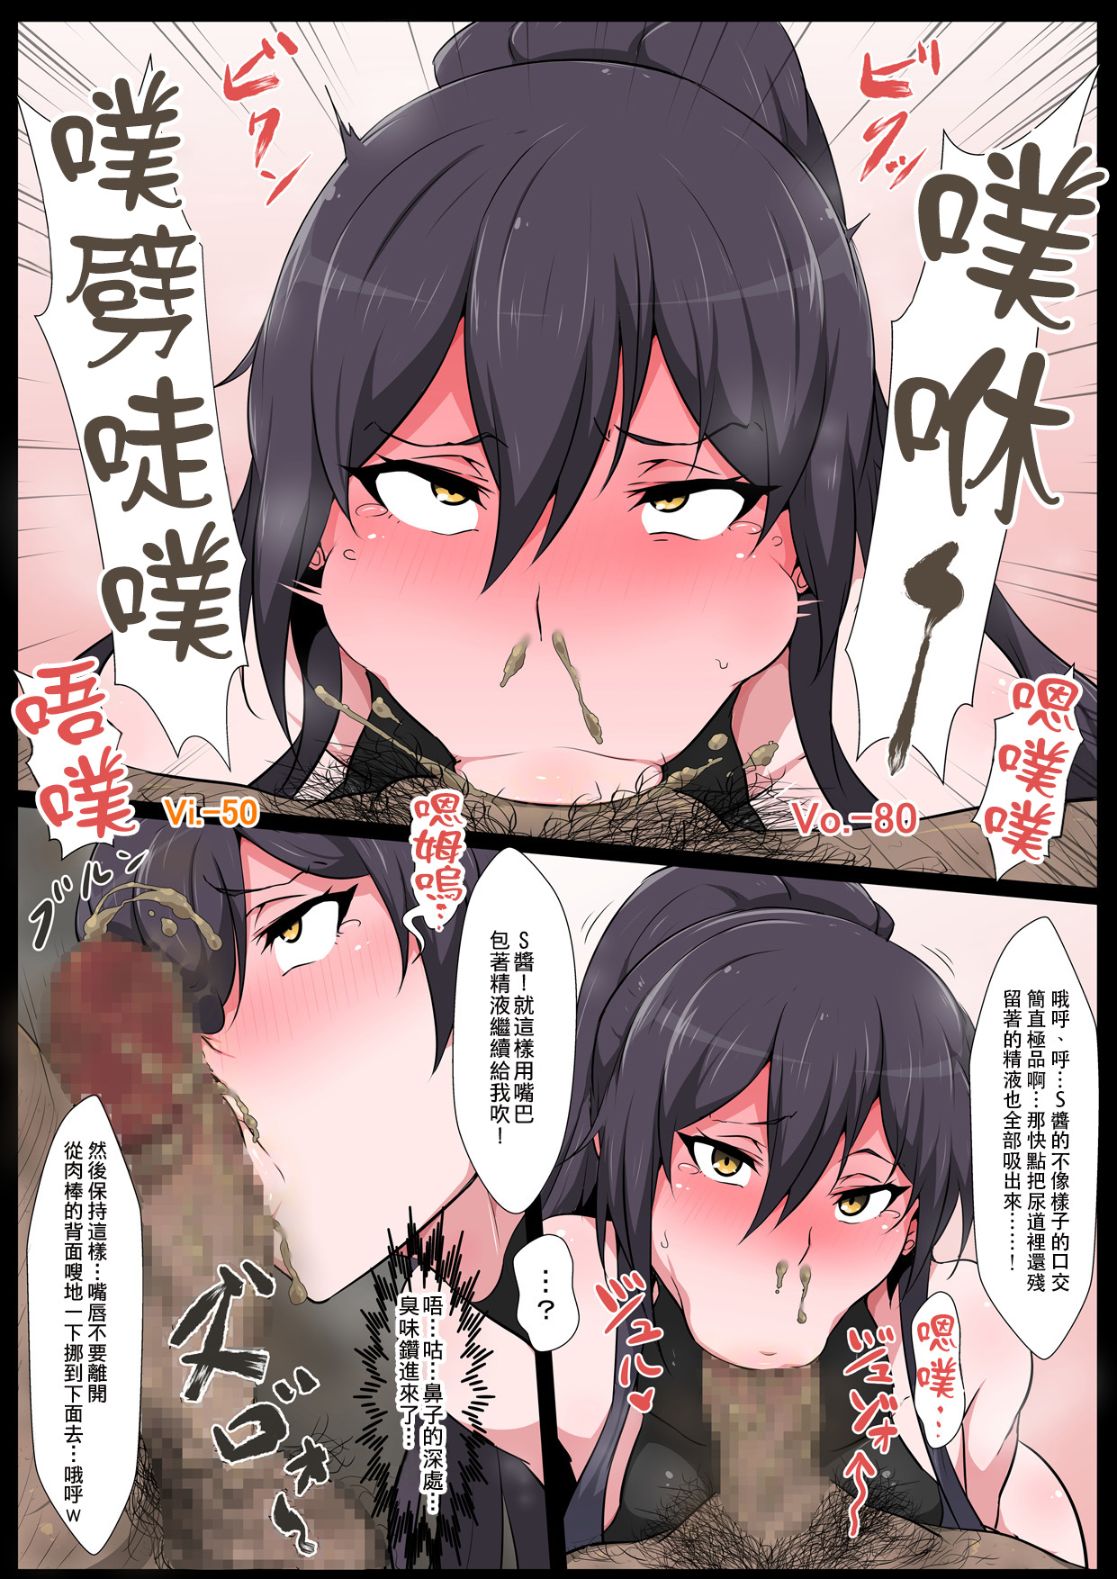 ビクッ
噗咻〜
嗯噗噗
Vo.-80
ビクン
噗劈哫噗
唔噗
Vi.-50
哦呼、呼…S醬的不像樣子的口交
簡直極品啊…那快點把尿道裡還殘
留著的精液也全部吸出來……！
嗯噗…
ジュゾゾォ
ジュル♥
…？
S醬！就這樣用嘴巴
包著精液繼續給我吹！
嗯姆嗚…
ブルン
唔…咕…鼻子的深處…
臭味鑽進來了…
ズゴォ〜
然後保持這樣…嘴唇不要離開
從肉棒的背面嗖地一下挪到下面去…哦呼w